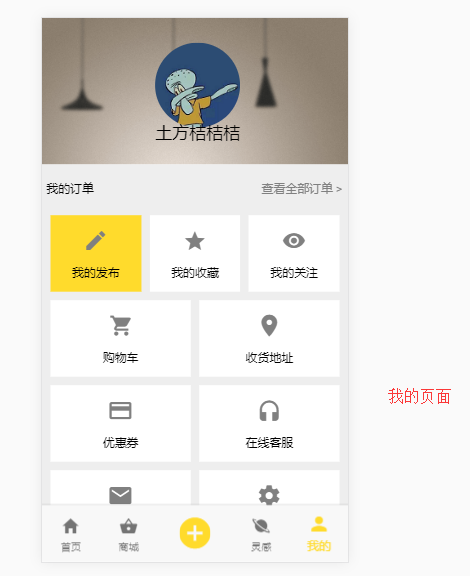 土方桔桔桔
我的订单 查看全部订单 >
我的发布 我的收藏 我的关注
购物车 收货地址
我的页面
优惠券 在线客服
首页 商城 灵感 我的